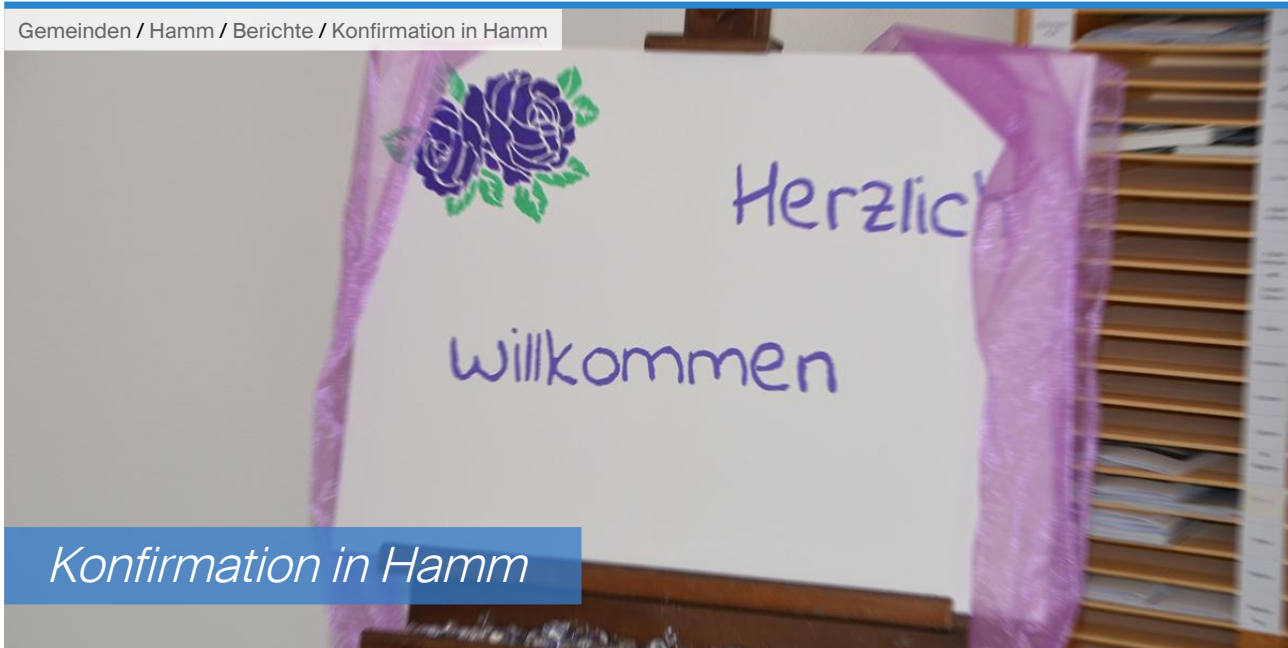 Gemeinden / Hamm / Berichte / Konfirmation in Hamm
Herzlich
willkommen
Konfirmation in Hamm